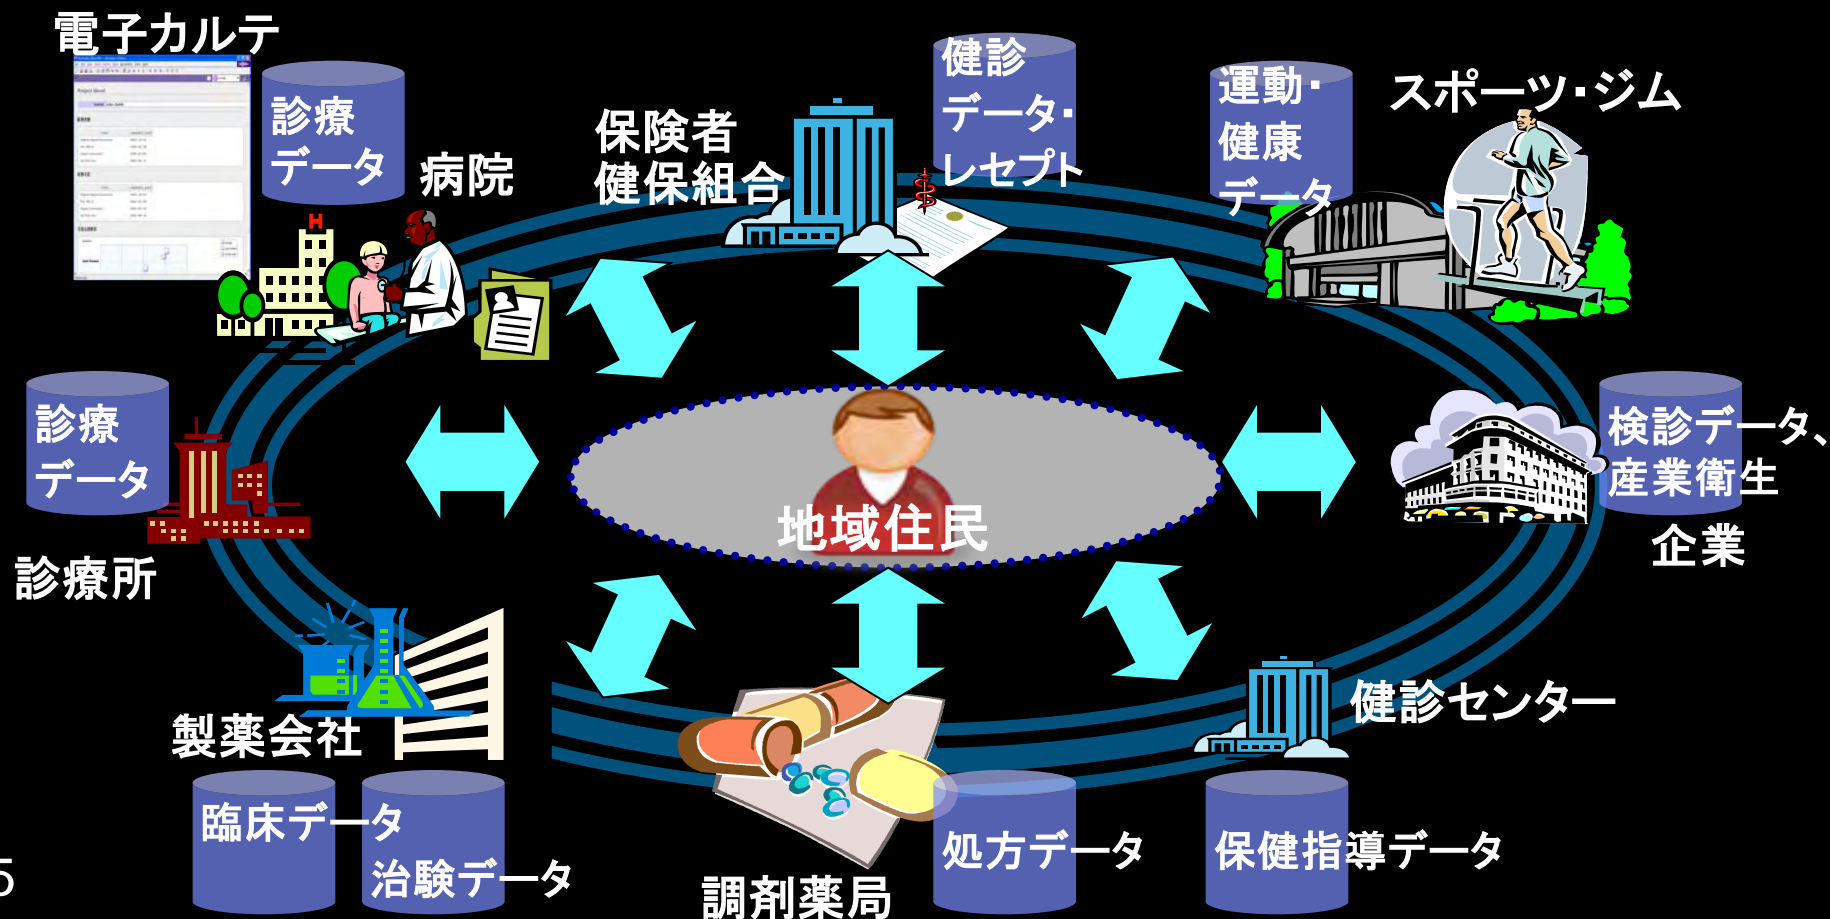 電子カルテ
診療
データ
病院
保険者
健保組合
健診
データ・
レセプト
運動・
健康
データ
スポーツ・ジム
診療
データ
診療所
地域住民
検診データ、
産業衛生
企業
製薬会社
臨床データ
治験データ
調剤薬局
処方データ
健診センター
保健指導データ
5
H